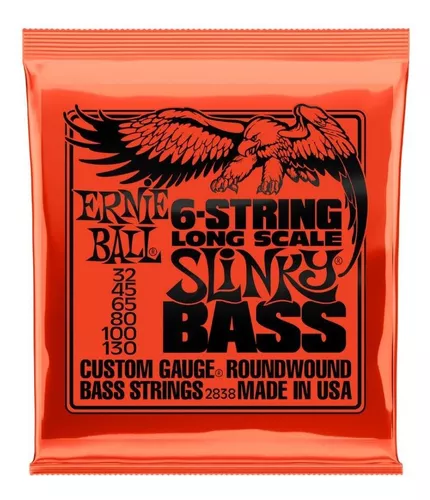 ERNIE BALL®
6-STRING
LONG SCALE
SLINKY®
BASS
32
45
65
80
100
130
CUSTOM GAUGE® ROUNDWOUND
BASS STRINGS 2838 MADE IN USA